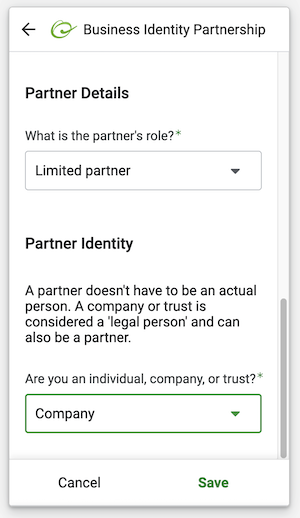 Business Identity Partnership
Partner Details
What is the partner's role?*
Limited partner
Partner Identity
A partner doesn't have to be an actual
person. A company or trust is
considered a 'legal person' and can
also be a partner.
Are you an individual, company, or trust?*
Company
Cancel Save